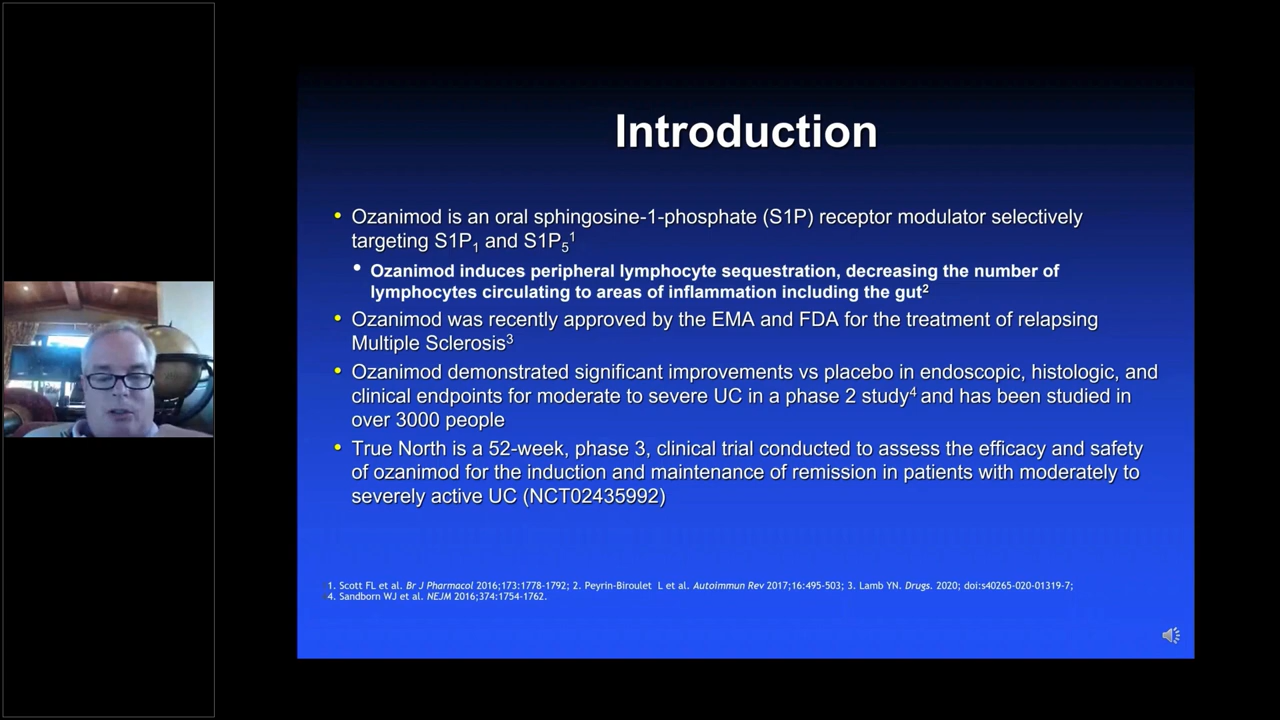 Introduction
• Ozanimod is an oral sphingosine-1-phosphate (S1P) receptor modulator selectively
targeting S1P₁ and S1P₅¹
• Ozanimod induces peripheral lymphocyte sequestration, decreasing the number of
lymphocytes circulating to areas of inflammation including the gut²
• Ozanimod was recently approved by the EMA and FDA for the treatment of relapsing
Multiple Sclerosis³
• Ozanimod demonstrated significant improvements vs placebo in endoscopic, histologic, and
clinical endpoints for moderate to severe UC in a phase 2 study⁴ and has been studied in
over 3000 people
• True North is a 52-week, phase 3, clinical trial conducted to assess the efficacy and safety
of ozanimod for the induction and maintenance of remission in patients with moderately to
severely active UC (NCT02435992)
1. Scott FL et al. Br J Pharmacol 2016;173:1778-1792; 2. Peyrin-Biroulet L et al. Autoimmun Rev 2017;16:495-503; 3. Lamb YN. Drugs. 2020; doi:s40265-020-01319-7;
4. Sandborn WJ et al. NEJM 2016;374:1754-1762.